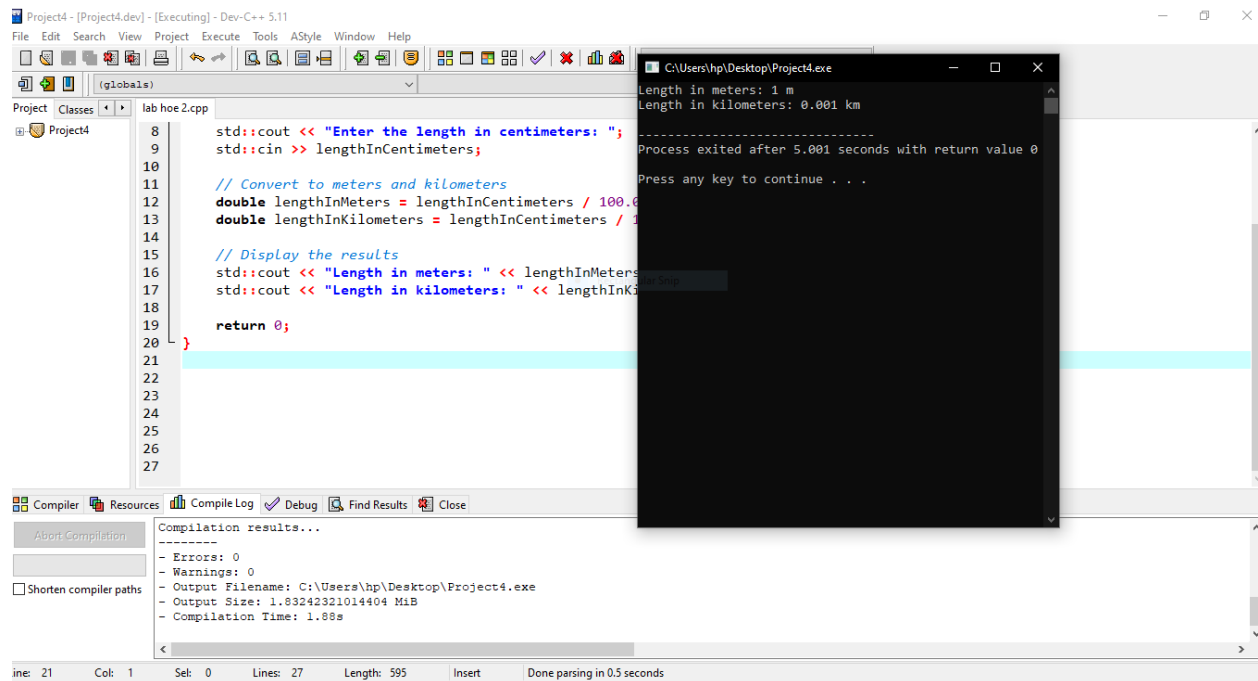 Project4 - [Project4.dev] - [Executing] - Dev-C++ 5.11
File Edit Search View Project Execute Tools AStyle Window Help
(globals)
Project Classes lab hoe 2.cpp
Project4
8 std::cout << "Enter the length in centimeters: ";
9 std::cin >> lengthInCentimeters;
10
11 // Convert to meters and kilometers
12 double lengthInMeters = lengthInCentimeters / 100.0
13 double lengthInKilometers = lengthInCentimeters / 1
14
15 // Display the results
16 std::cout << "Length in meters: " << lengthInMeters
17 std::cout << "Length in kilometers: " << lengthInKi
18
19 return 0;
20 }
21
22
23
24
25
26
27
C:\Users\hp\Desktop\Project4.exe
Length in meters: 1 m
Length in kilometers: 0.001 km
--------------------------------
Process exited after 5.001 seconds with return value 0
Press any key to continue . . .
Snip
Compiler Resources Compile Log Debug Find Results Close
Abort Compilation
Shorten compiler paths
Compilation results...
--------
- Errors: 0
- Warnings: 0
- Output Filename: C:\Users\hp\Desktop\Project4.exe
- Output Size: 1.83242321014404 MiB
- Compilation Time: 1.88s
ine: 21 Col: 1 Sel: 0 Lines: 27 Length: 595 Insert Done parsing in 0.5 seconds